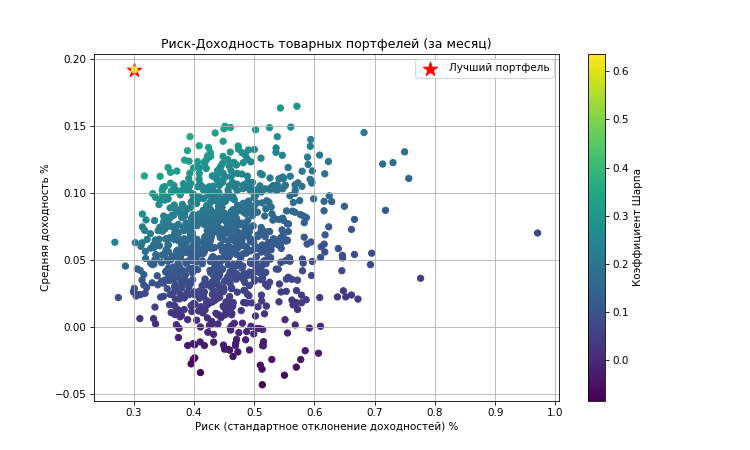 Риск-Доходность товарных портфелей (за месяц)
Лучший портфель
Средняя доходность %
0.20
0.15
0.10
0.05
0.00
−0.05
0.3 0.4 0.5 0.6 0.7 0.8 0.9 1.0
Риск (стандартное отклонение доходностей) %
0.6
0.5
0.4
0.3
0.2
0.1
0.0
Коэффициент Шарпа